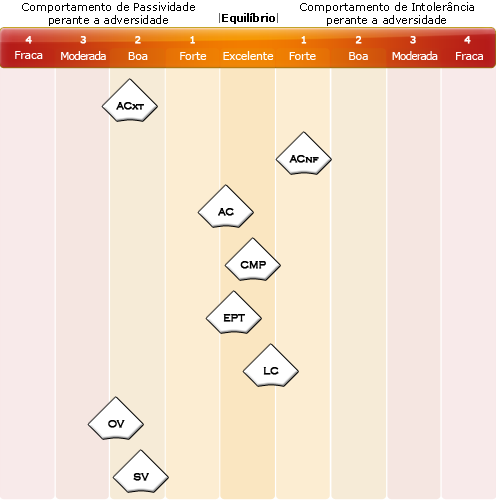 Comportamento de Passividade
perante a adversidade
|Equilíbrio|
Comportamento de Intolerância
perante a adversidade
4 3 2 1 1 2 3 4
Fraca Moderada Boa Forte Excelente Forte Boa Moderada Fraca
ACXT
ACNF
AC
CMP
EPT
LC
OV
SV